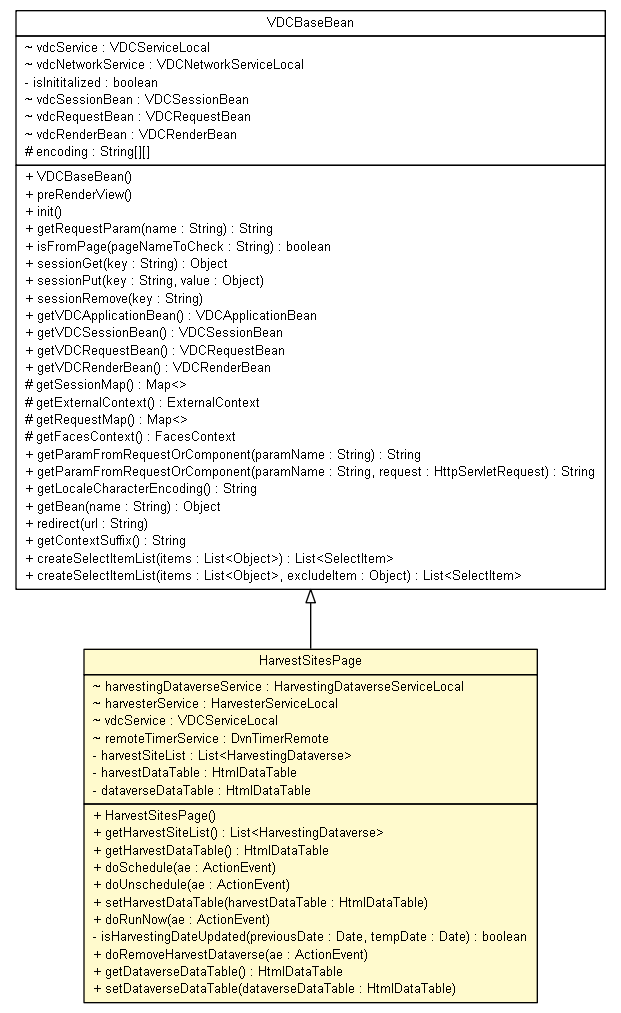 VDCBaseBean
~ vdcService : VDCServiceLocal
~ vdcNetworkService : VDCNetworkServiceLocal
- isInititalized : boolean
~ vdcSessionBean : VDCSessionBean
~ vdcRequestBean : VDCRequestBean
~ vdcRenderBean : VDCRenderBean
# encoding : String[][]
+ VDCBaseBean()
+ preRenderView()
+ init()
+ getRequestParam(name : String) : String
+ isFromPage(pageNameToCheck : String) : boolean
+ sessionGet(key : String) : Object
+ sessionPut(key : String, value : Object)
+ sessionRemove(key : String)
+ getVDCApplicationBean() : VDCApplicationBean
+ getVDCSessionBean() : VDCSessionBean
+ getVDCRequestBean() : VDCRequestBean
+ getVDCRenderBean() : VDCRenderBean
# getSessionMap() : Map<>
# getExternalContext() : ExternalContext
# getRequestMap() : Map<>
# getFacesContext() : FacesContext
+ getParamFromRequestOrComponent(paramName : String) : String
+ getParamFromRequestOrComponent(paramName : String, request : HttpServletRequest) : String
+ getLocaleCharacterEncoding() : String
+ getBean(name : String) : Object
+ redirect(url : String)
+ getContextSuffix() : String
+ createSelectItemList(items : List<Object>) : List<SelectItem>
+ createSelectItemList(items : List<Object>, excludeItem : Object) : List<SelectItem>
HarvestSitesPage
~ harvestingDataverseService : HarvestingDataverseServiceLocal
~ harvesterService : HarvesterServiceLocal
~ vdcService : VDCServiceLocal
~ remoteTimerService : DvnTimerRemote
- harvestSiteList : List<HarvestingDataverse>
- harvestDataTable : HtmlDataTable
- dataverseDataTable : HtmlDataTable
+ HarvestSitesPage()
+ getHarvestSiteList() : List<HarvestingDataverse>
+ getHarvestDataTable() : HtmlDataTable
+ doSchedule(ae : ActionEvent)
+ doUnschedule(ae : ActionEvent)
+ setHarvestDataTable(harvestDataTable : HtmlDataTable)
+ doRunNow(ae : ActionEvent)
- isHarvestingDateUpdated(previousDate : Date, tempDate : Date) : boolean
+ doRemoveHarvestDataverse(ae : ActionEvent)
+ getDataverseDataTable() : HtmlDataTable
+ setDataverseDataTable(dataverseDataTable : HtmlDataTable)